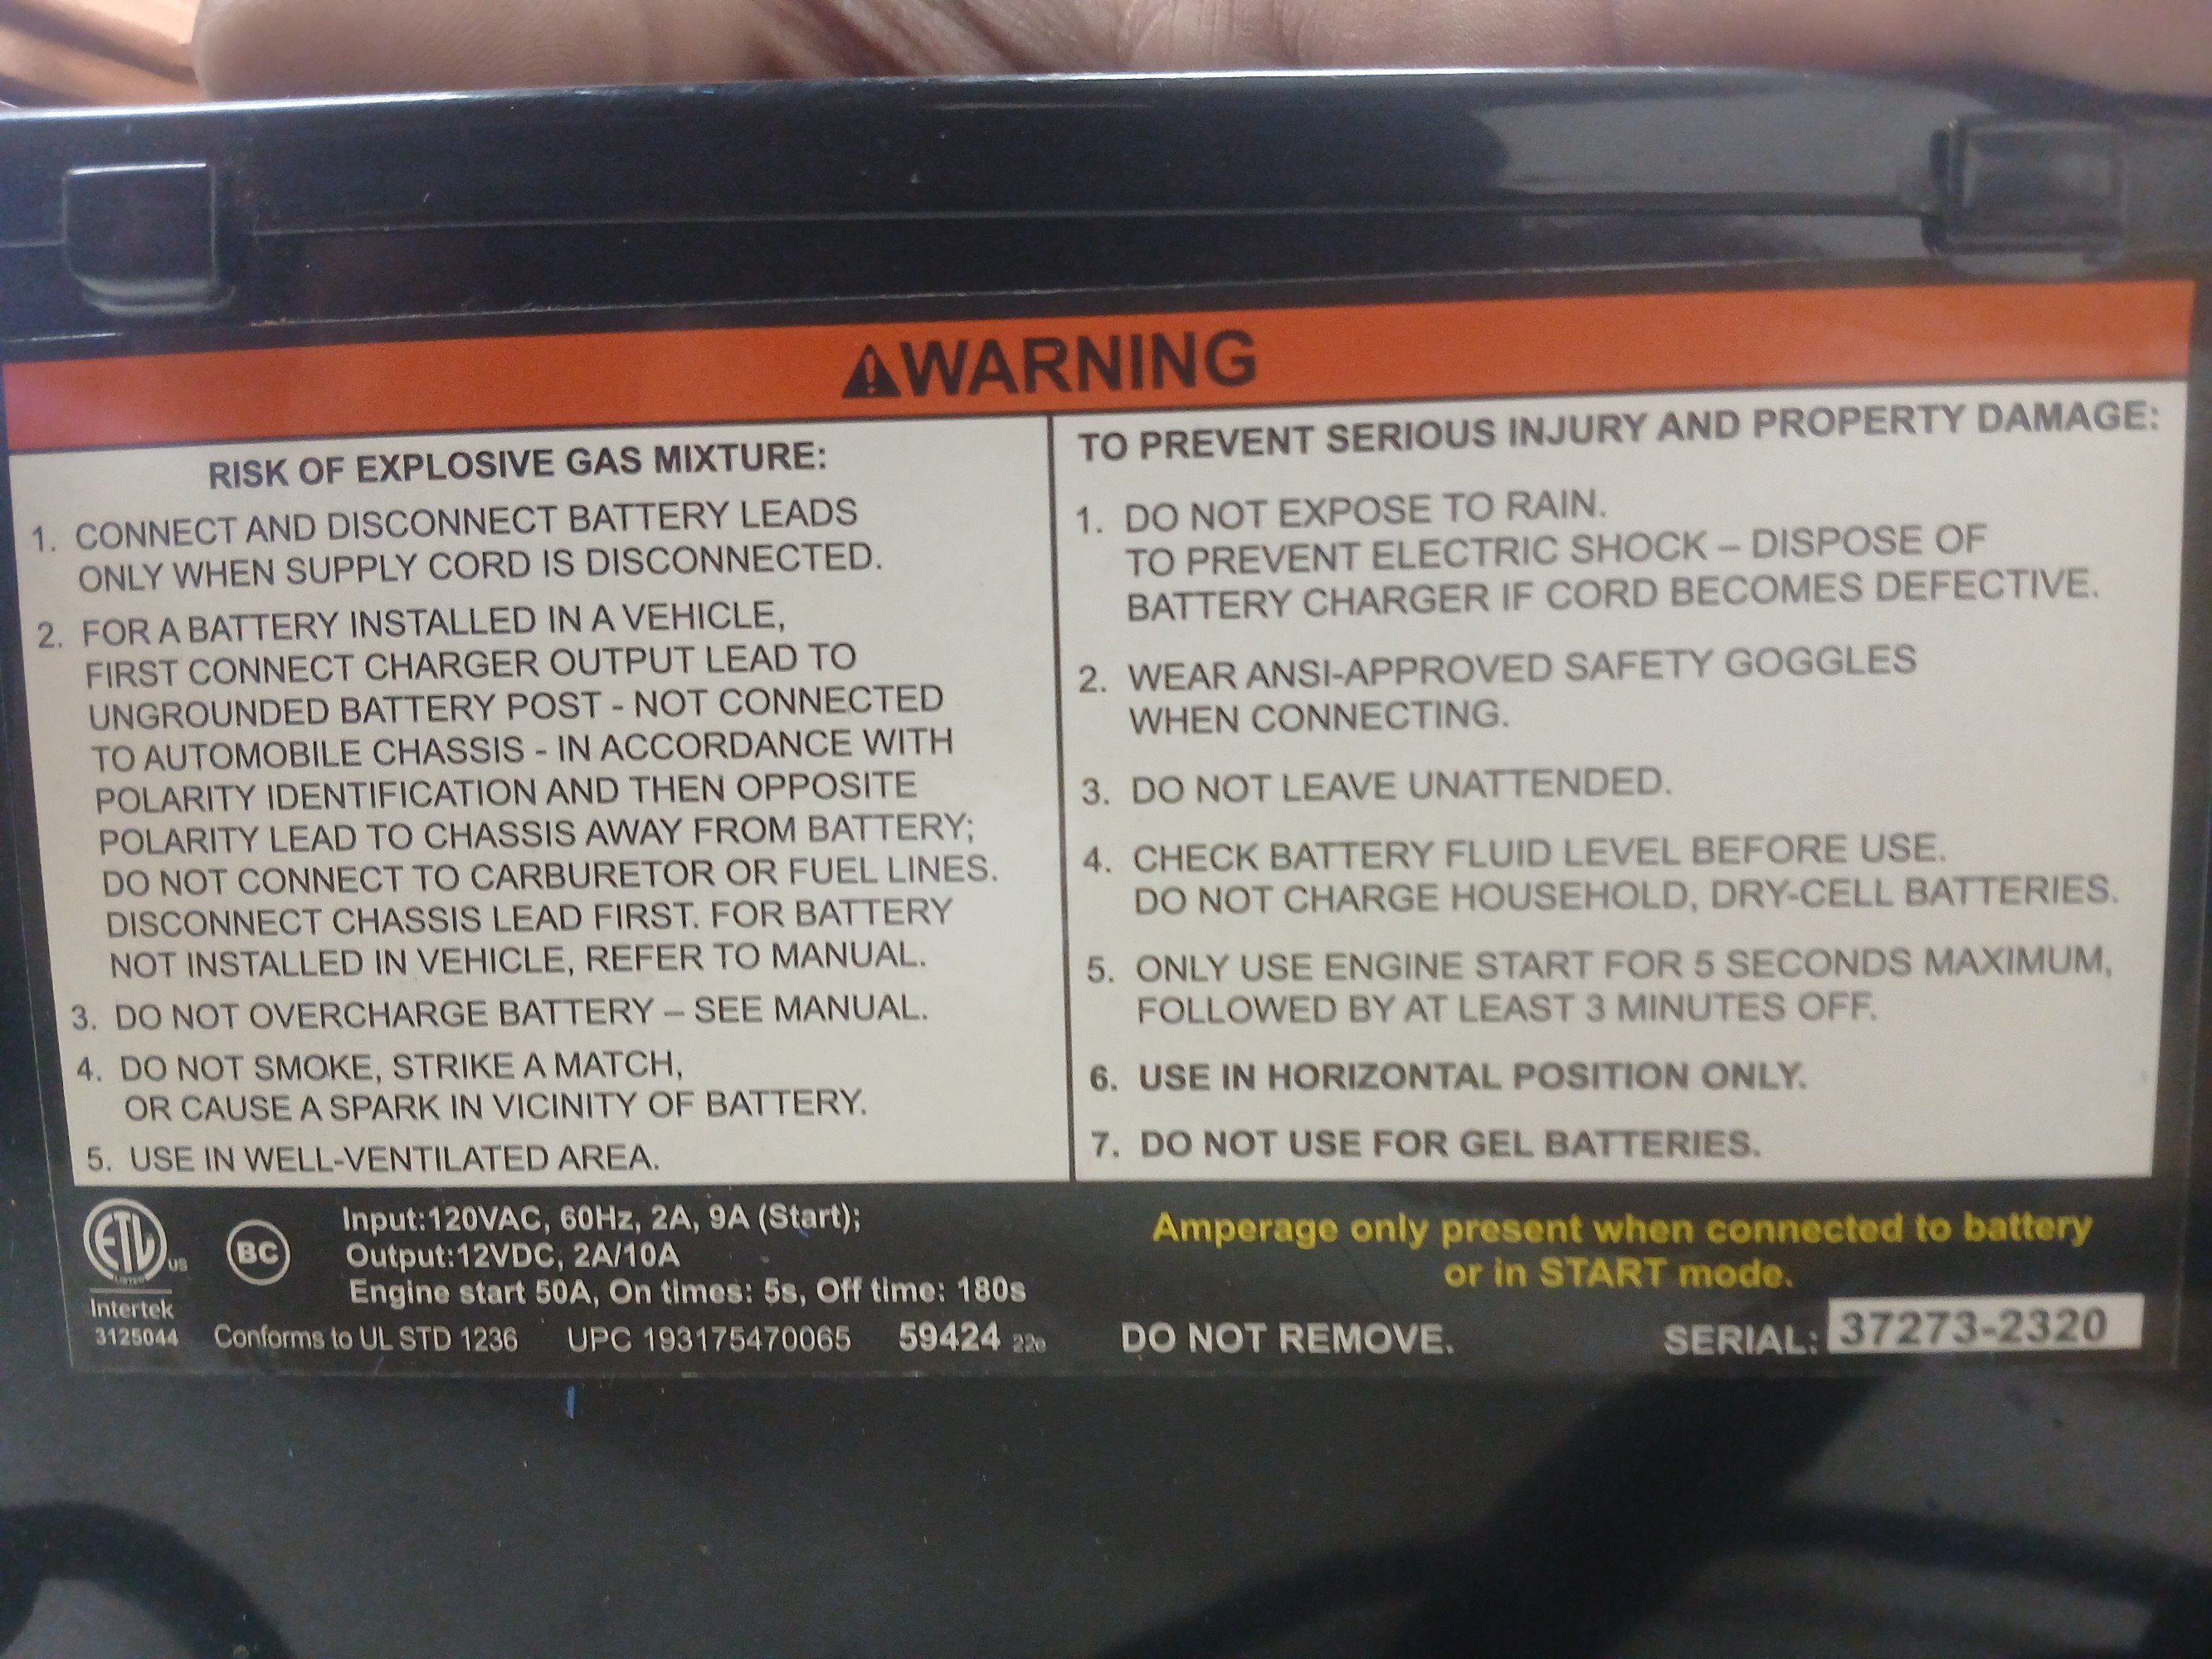 WARNING
RISK OF EXPLOSIVE GAS MIXTURE:
1. CONNECT AND DISCONNECT BATTERY LEADS
ONLY WHEN SUPPLY CORD IS DISCONNECTED.
2. FOR A BATTERY INSTALLED IN A VEHICLE,
FIRST CONNECT CHARGER OUTPUT LEAD TO
UNGROUNDED BATTERY POST - NOT CONNECTED
TO AUTOMOBILE CHASSIS - IN ACCORDANCE WITH
POLARITY IDENTIFICATION AND THEN OPPOSITE
POLARITY LEAD TO CHASSIS AWAY FROM BATTERY;
DO NOT CONNECT TO CARBURETOR OR FUEL LINES.
DISCONNECT CHASSIS LEAD FIRST. FOR BATTERY
NOT INSTALLED IN VEHICLE, REFER TO MANUAL.
3. DO NOT OVERCHARGE BATTERY – SEE MANUAL.
4. DO NOT SMOKE, STRIKE A MATCH,
OR CAUSE A SPARK IN VICINITY OF BATTERY.
5. USE IN WELL-VENTILATED AREA.
TO PREVENT SERIOUS INJURY AND PROPERTY DAMAGE:
1. DO NOT EXPOSE TO RAIN.
TO PREVENT ELECTRIC SHOCK – DISPOSE OF
BATTERY CHARGER IF CORD BECOMES DEFECTIVE.
2. WEAR ANSI-APPROVED SAFETY GOGGLES
WHEN CONNECTING.
3. DO NOT LEAVE UNATTENDED.
4. CHECK BATTERY FLUID LEVEL BEFORE USE.
DO NOT CHARGE HOUSEHOLD, DRY-CELL BATTERIES.
5. ONLY USE ENGINE START FOR 5 SECONDS MAXIMUM,
FOLLOWED BY AT LEAST 3 MINUTES OFF.
6. USE IN HORIZONTAL POSITION ONLY.
7. DO NOT USE FOR GEL BATTERIES.
ETL US
LISTED
Intertek
3125044
BC
Input:120VAC, 60Hz, 2A, 9A (Start);
Output:12VDC, 2A/10A
Engine start 50A, On times: 5s, Off time: 180s
Conforms to UL STD 1236 UPC 193175470065 59424 22e
Amperage only present when connected to battery
or in START mode.
DO NOT REMOVE. SERIAL: 37273-2320